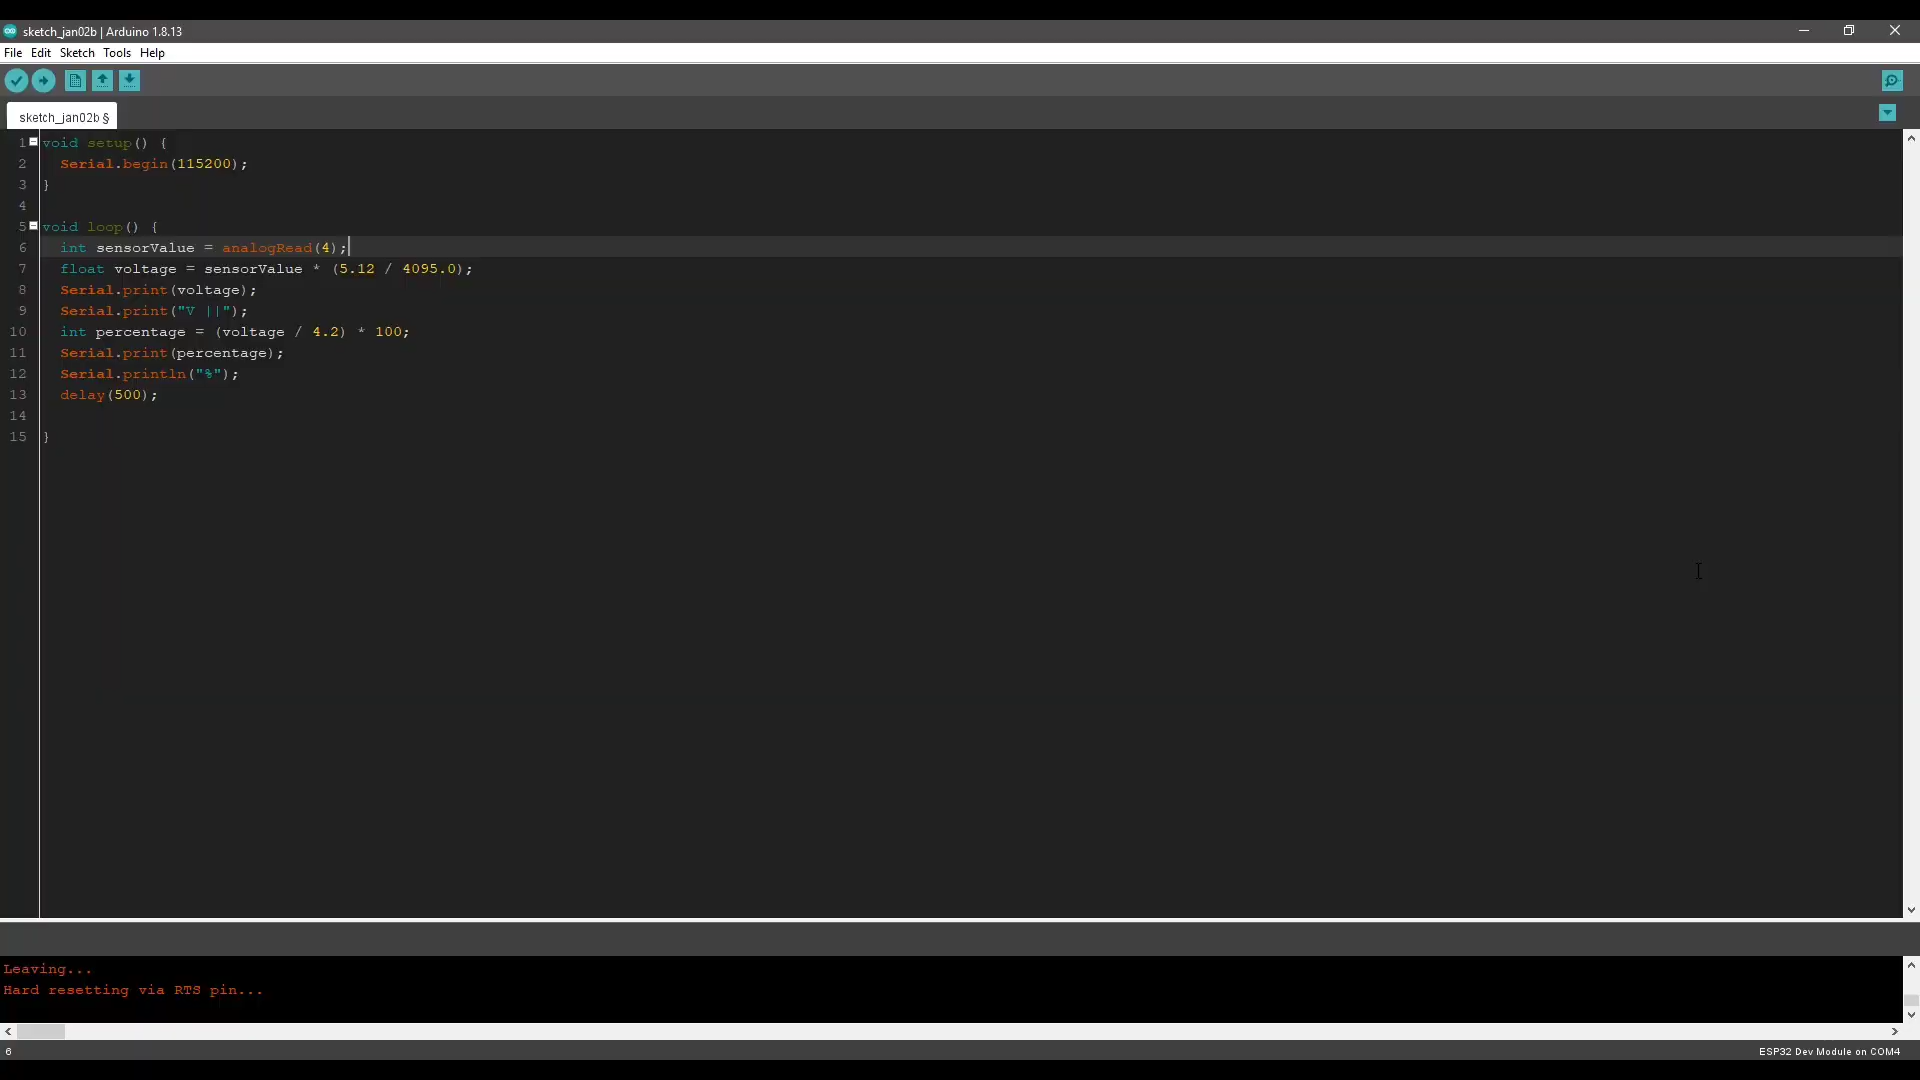 sketch_jan02b | Arduino 1.8.13
File Edit Sketch Tools Help
sketch_jan02b §
1 void setup() {
2 Serial.begin(115200);
3 }
4
5 void loop() {
6 int sensorValue = analogRead(4);
7 float voltage = sensorValue * (5.12 / 4095.0);
8 Serial.print(voltage);
9 Serial.print("V ||");
10 int percentage = (voltage / 4.2) * 100;
11 Serial.print(percentage);
12 Serial.println("%");
13 delay(500);
14
15 }
Leaving...
Hard resetting via RTS pin...
6 ESP32 Dev Module on COM4